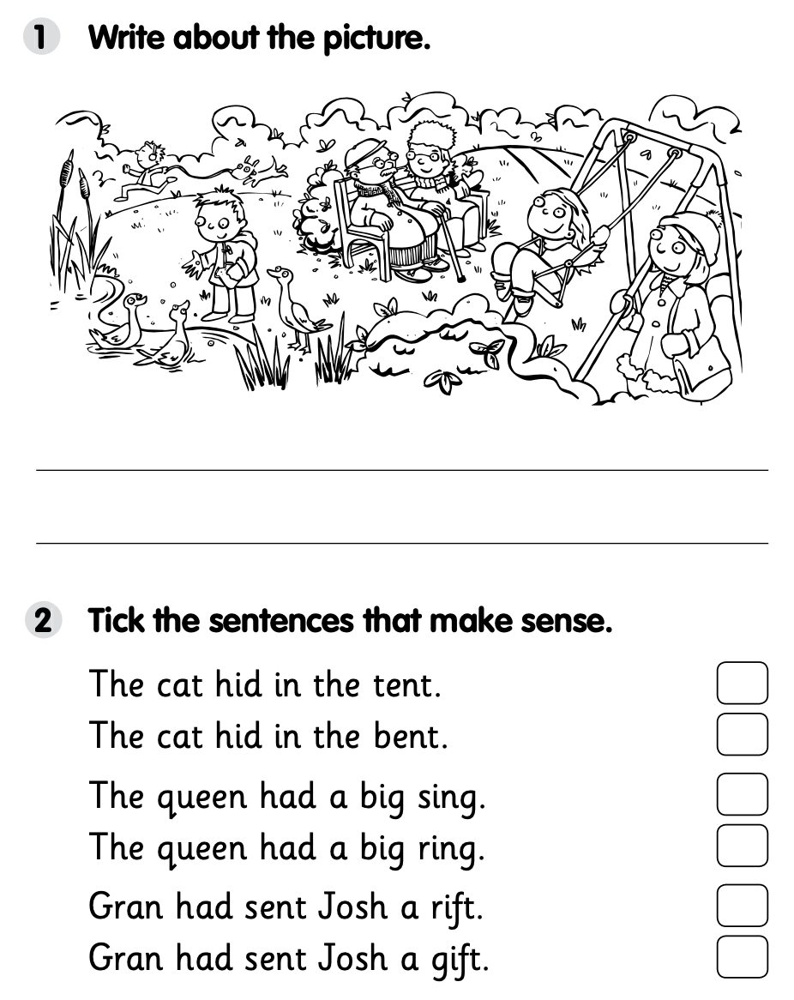 1 Write about the picture.
2 Tick the sentences that make sense.
The cat hid in the tent.
The cat hid in the bent.
The queen had a big sing.
The queen had a big ring.
Gran had sent Josh a rift.
Gran had sent Josh a gift.